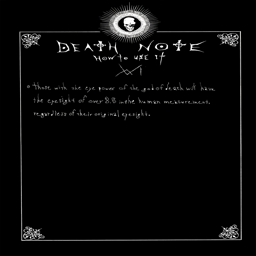 DEATH NOTE
HOW TO USE IT
XVI
○ those with the eye power of the god of death will have
the eyesight of over 3.6 in the human measurement,
regardless of their original eyesight.